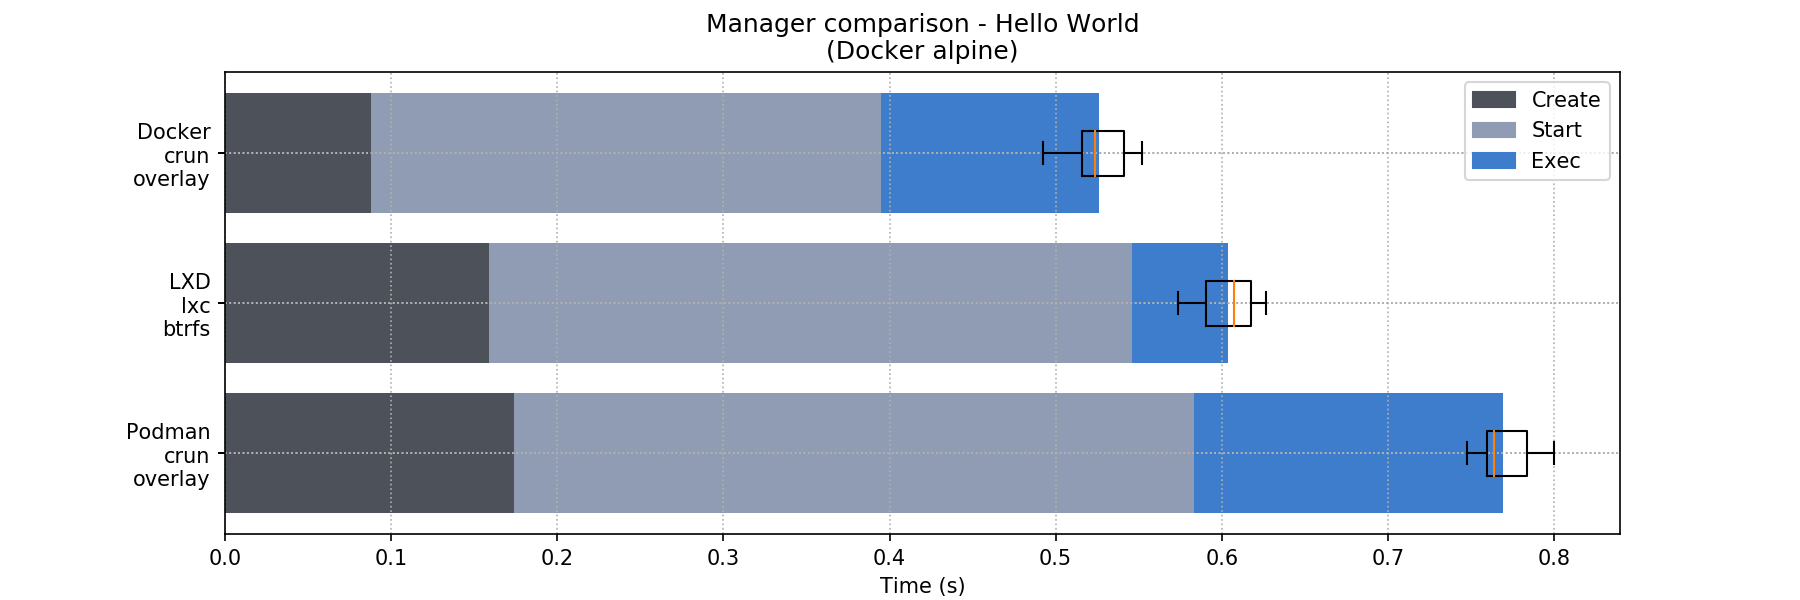 Manager comparison - Hello World
(Docker alpine)
Create
Start
Exec
Docker
crun
overlay
LXD
lxc
btrfs
Podman
crun
overlay
0.0 0.1 0.2 0.3 0.4 0.5 0.6 0.7 0.8
Time (s)